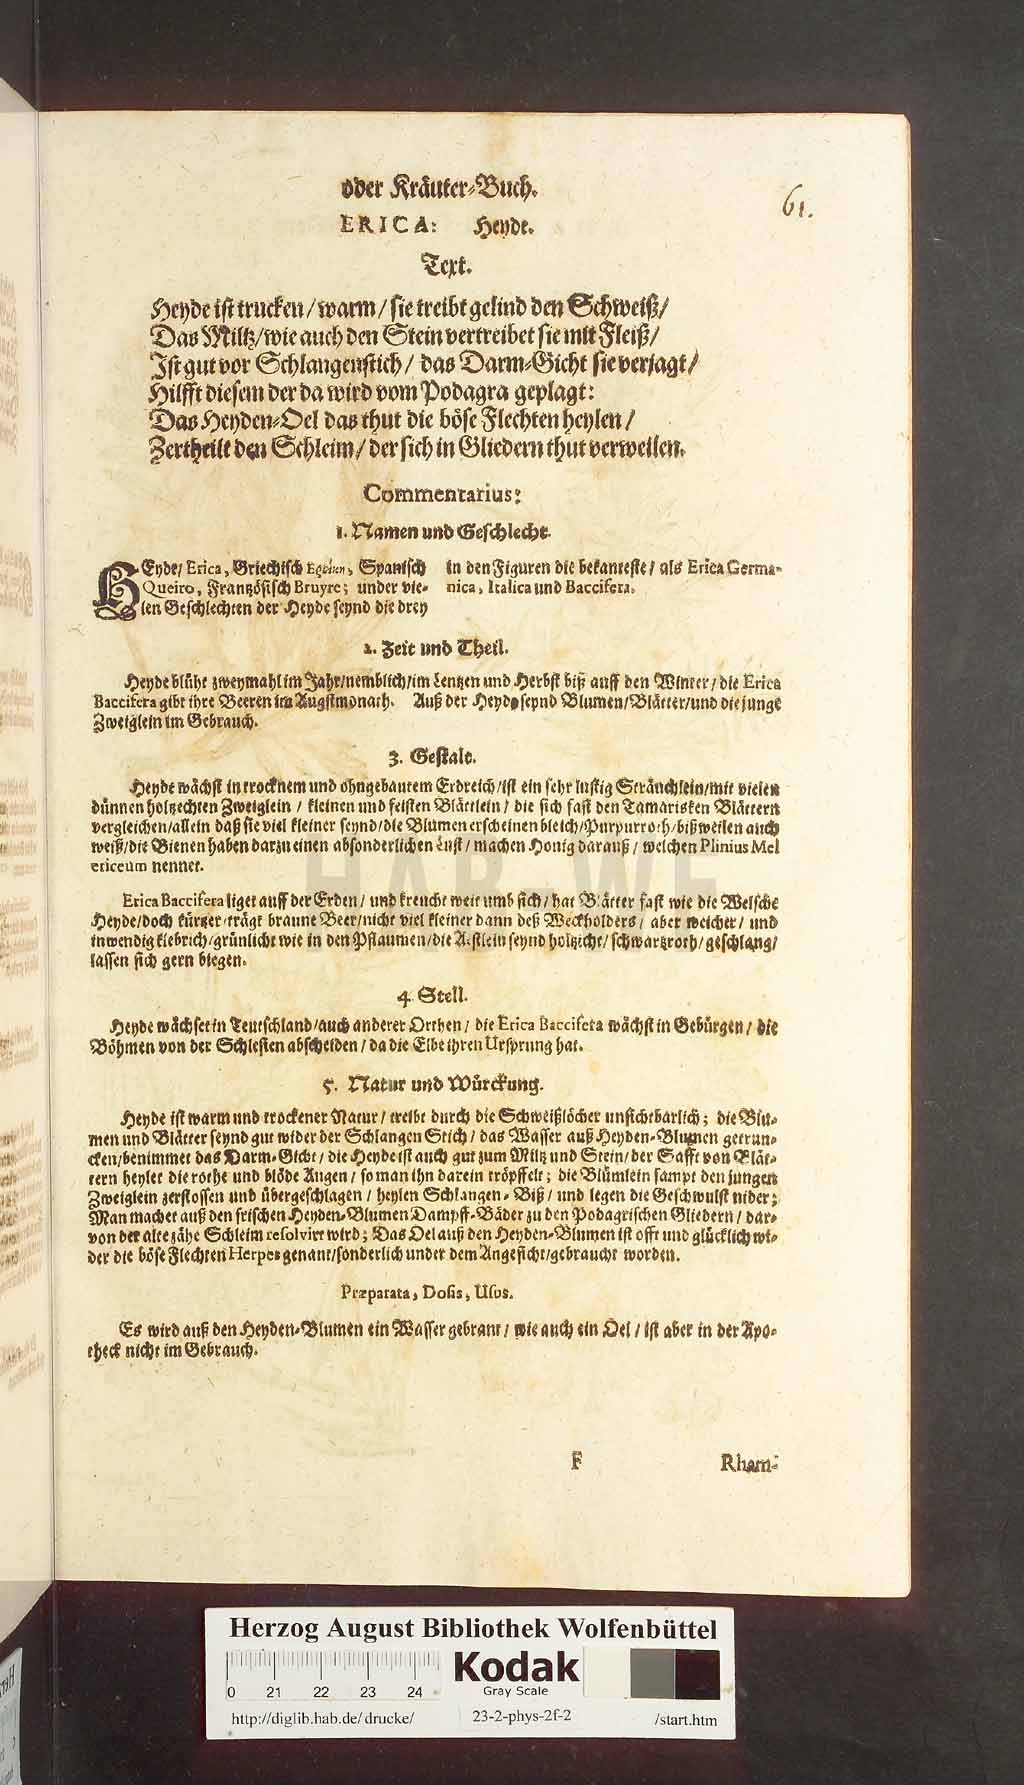 oder Kräuter-Buch.
61.
ERICA: Heyde.
Text.
Heyde ist trucken / warm / sie treibt gelind den Schweiß /
Das Miltz / wie auch den Stein vertreibet sie mit Fleiß /
Ist gut vor Schlangenstich / das Darm-Gicht sie verjagt /
Hilfft diesem der da wird vom Podagra geplagt:
Das Heyden-Oel das thut die böse Flechten heylen /
Zertheilt den Schleim / der sich in Gliedern thut verweilen.
Commentarius:
1. Namen und Geschlecht.
HEyde / Erica, Griechisch Spanisch
Queiro, Frantzösisch Bruyre; under vie-
len Geschlechten der Heyde seynd die drey
in den Figuren die bekanteste / als Erica Germa-
nica, Italica und Baccifera.
2. Zeit und Theil.
Heyde blüht zweymahl im Jahr / nemblich / im Lentzen und Herbst biß auff den Winter / die Erica
Baccifera gibt ihre Beeren im Augstmonath. Auß der Heyde seynd Blumen / Blätter / und die junge
Zweiglein im Gebrauch.
3. Gestalt.
Heyde wächst in trocknem und ohngebautem Erdreich / ist ein sehr lustig Sträuchlein / mit vielen
dünnen holtzechten Zweiglein / kleinen und feisten Blättlein / die sich fast den Tamarisken Blättern
vergleichen / allein daß sie viel kleiner seynd / die Blumen erscheinen bleich / Purpurroth / bißweilen auch
weiß / die Bienen haben darzu einen absonderlichen Lust / machen Honig darauß / welchen Plinius Mel
ericeum nennet.
Erica Baccifera liget auff der Erden / und kreucht weit umb sich / hat Blätter fast wie die Welsche
Heyde / doch kürtzer / trägt braune Beer / nicht viel kleiner dann deß Weckholders / aber weicher / und
inwendig klebrich / grünlicht wie in den Pflaumen / die Aestlein seynd holtzicht / schwartzroth / geschlang /
lassen sich gern biegen.
4. Stell.
Heyde wächset in Teutschland / auch anderer Orthen / die Erica Baccifera wächst in Gebürgen / die
Böhmen von der Schlesien abscheiden / da die Elbe ihren Ursprung hat.
5. Natur und Würckung.
Heyde ist warm und trockener Natur / treibt durch die Schweißlöcher unsichtbarlich; die Blu-
men und Blätter seynd gut wider der Schlangen Stich / das Wasser auß Heyden-Blumen getrun-
cken / benimmet das Darm-Gicht / die Heyde ist auch gut zum Miltz und Stein / der Safft von Blät-
tern heylet die rothe und blöde Augen / so man ihn darein tröpffelt; die Blümlein sampt den jungen
Zweiglein zerstossen und übergeschlagen / heylen Schlangen-Biß / und legen die Geschwulst nider;
Man machet auß den frischen Heyden-Blumen Dampff-Bäder zu den Podagrischen Gliedern / dar-
von der alte zähe Schleim resolvirt wird; Das Oel auß den Heyden-Blumen ist offt und glücklich wi-
der die böse Flechten Herpes genant / sonderlich under dem Angesicht / gebraucht worden.
Præparata, Dosis, Usus.
Es wird auß den Heyden-Blumen ein Wasser gebrant / wie auch ein Oel / ist aber in der Apo-
theck nicht im Gebrauch.
F
Rham-
HAB-WF
Herzog August Bibliothek Wolfenbüttel
0 21 22 23 24
Kodak
Gray Scale
http://diglib.hab.de/drucke/
23-2-phys-2f-2
/start.htm